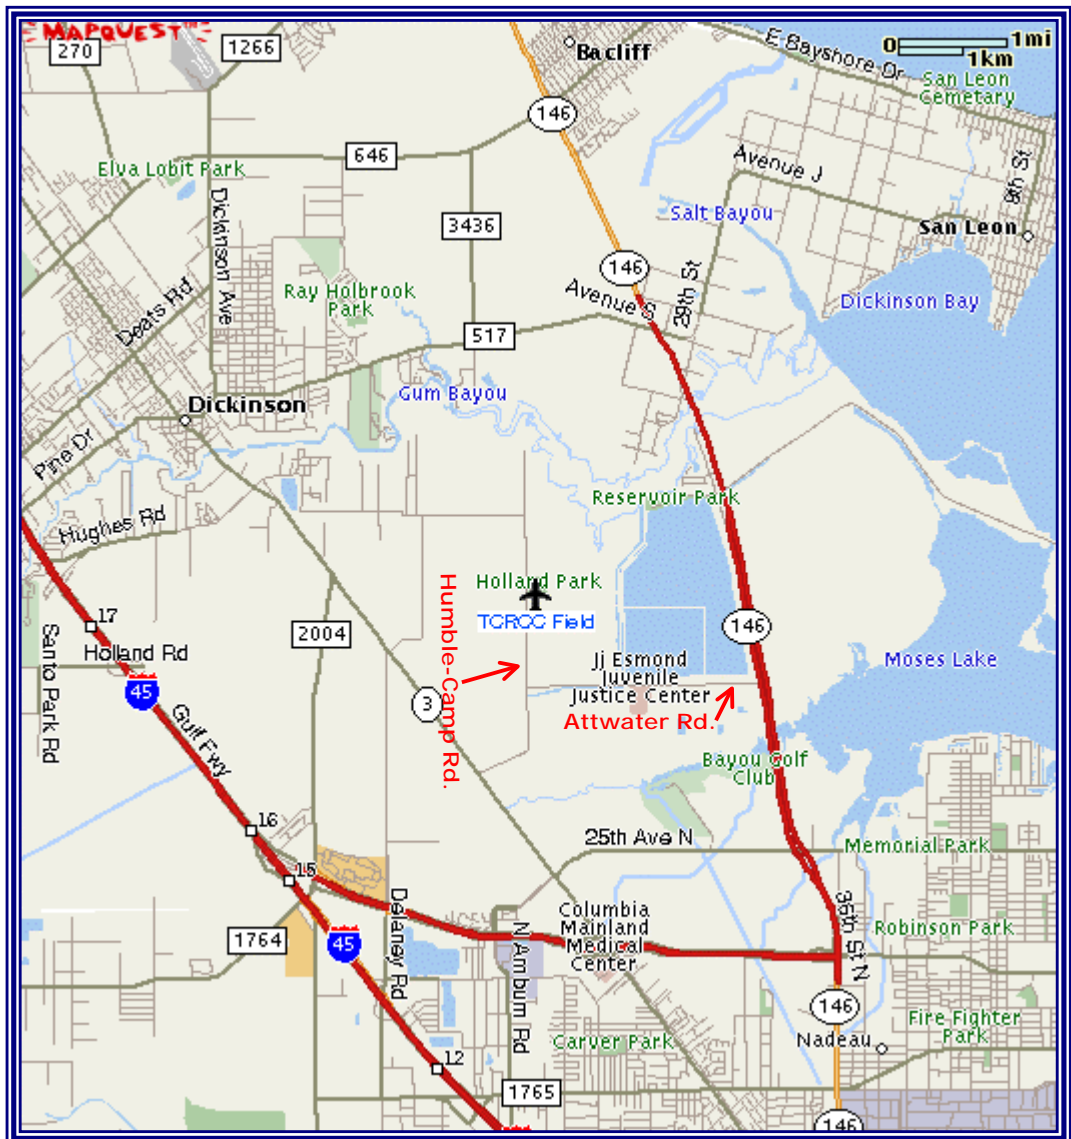 MAPQUEST
270
1266
Bacliff
E Bayshore Dr
0
1mi
1km
San Leon
Cemetary
146
646
Elva Lobit Park
Avenue J
9th St
Dickinson Ave
3436
Salt Bayou
San Leon
146
Deats Rd
Ray Holbrook
Park
Avenue S
29th St
Dickinson Bay
517
Gum Bayou
Dickinson
Pine Dr
Reservoir Park
Hughes Rd
Humble-Camp Rd.
Holland Park
17
TCRCC Field
2004
146
Santo Park Rd
Holland Rd
Jj Esmond
Juvenile
Justice Center
Moses Lake
45
3
Attwater Rd.
Gulf Fwy
Bayou Golf
Club
16
25th Ave N
Memorial Park
15
Delaney Rd
36th St N
Columbia
Mainland
Medical
Center
N Amburn Rd
1764
45
Robinson Park
146
Fire Fighter
Park
Carver Park
Nadeau
12
1765
146